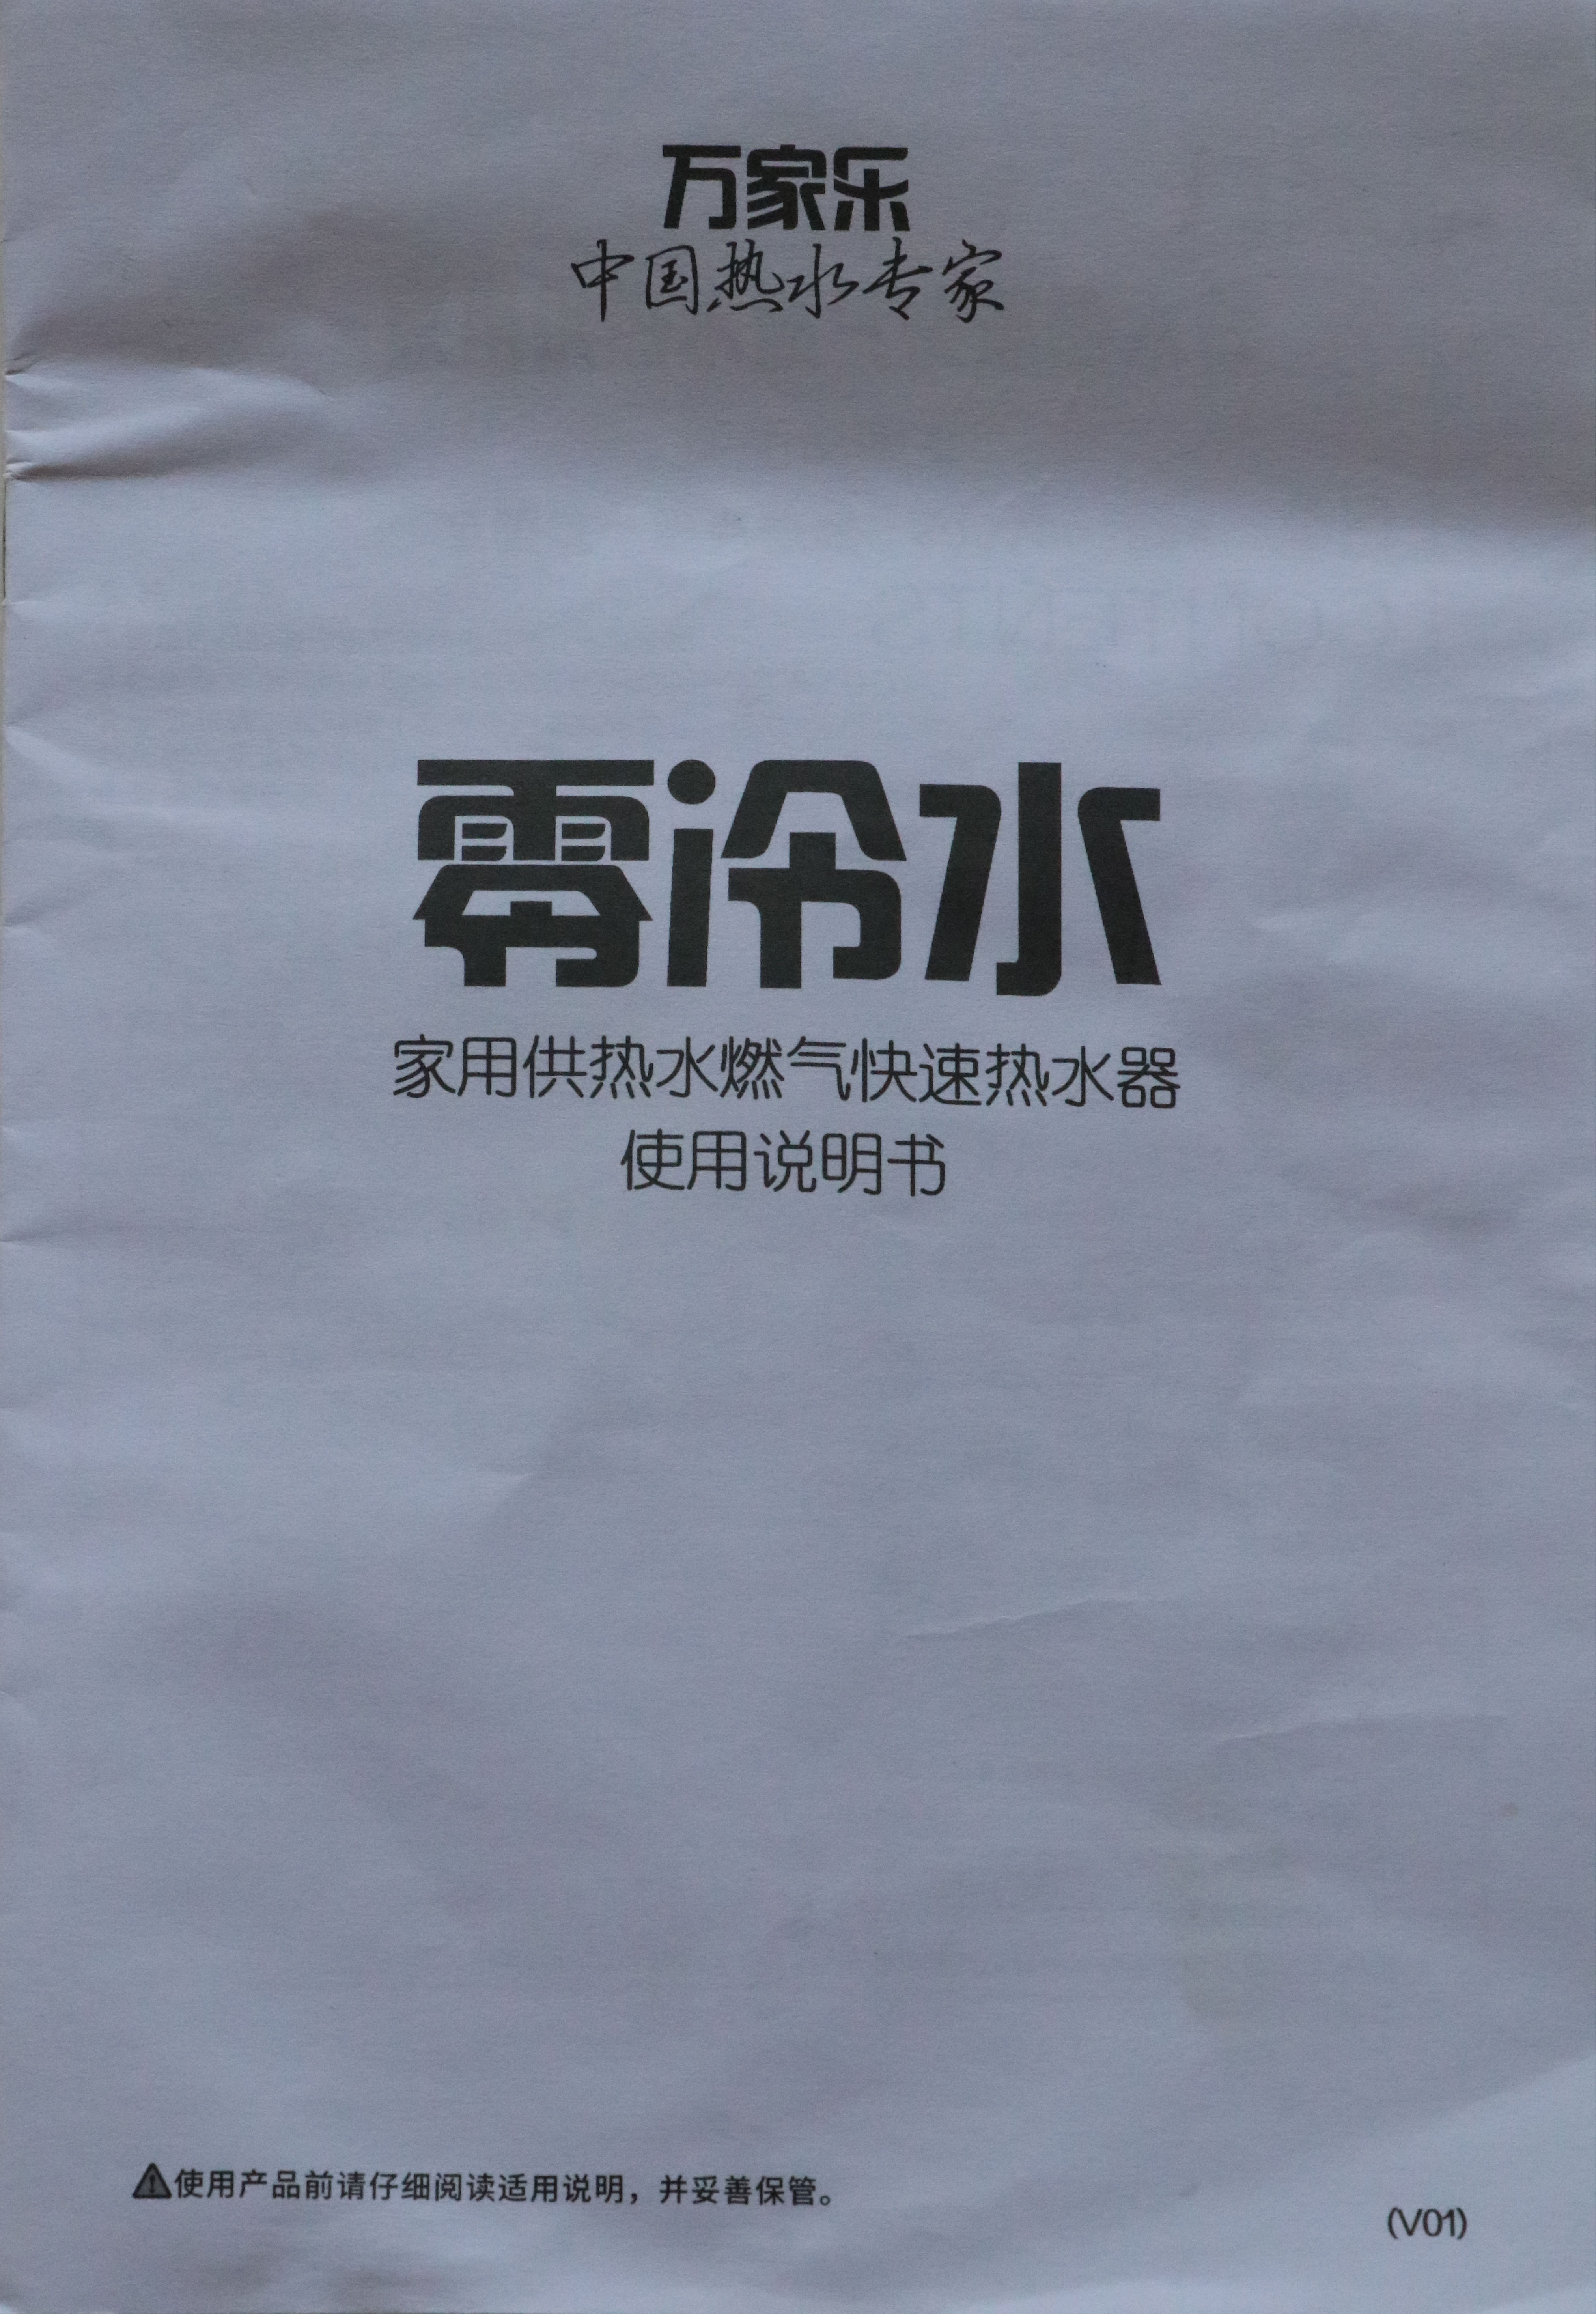 万家乐
中国热水专家
零冷水
家用供热水燃气快速热水器
使用说明书
使用产品前请仔细阅读适用说明，并妥善保管。
(V01)